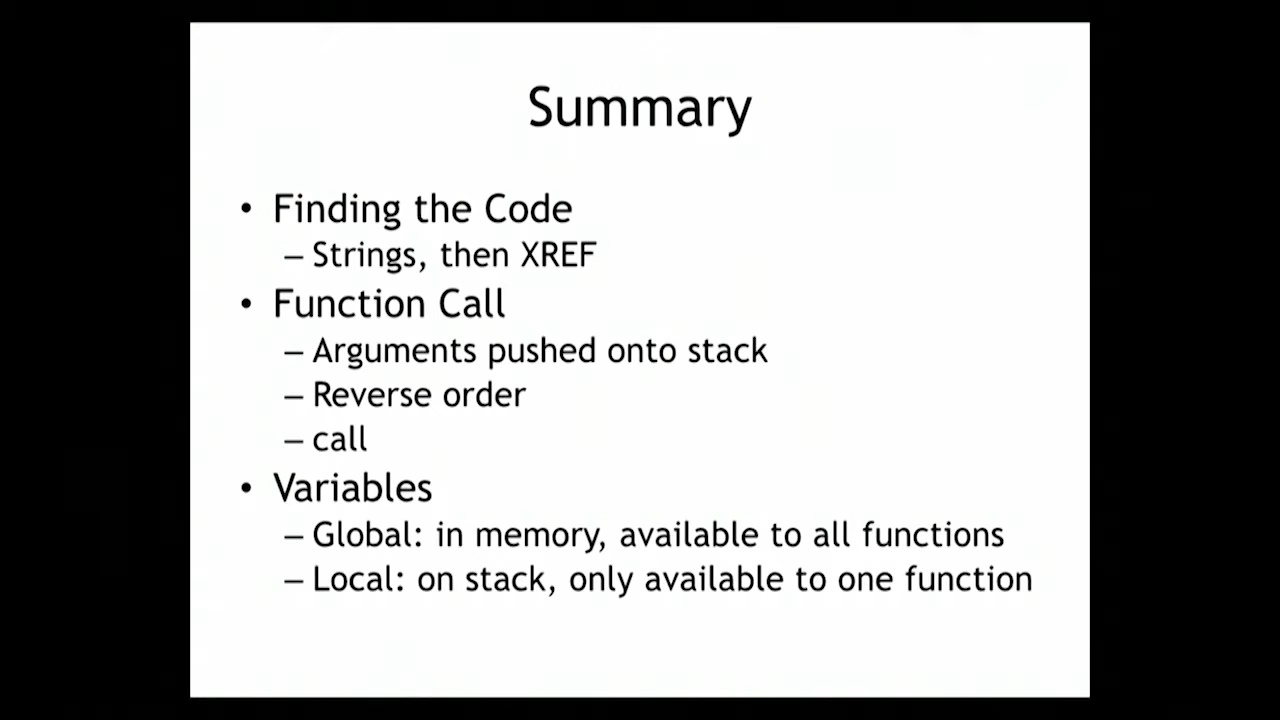 Summary
• Finding the Code
– Strings, then XREF
• Function Call
– Arguments pushed onto stack
– Reverse order
– call
• Variables
– Global: in memory, available to all functions
– Local: on stack, only available to one function